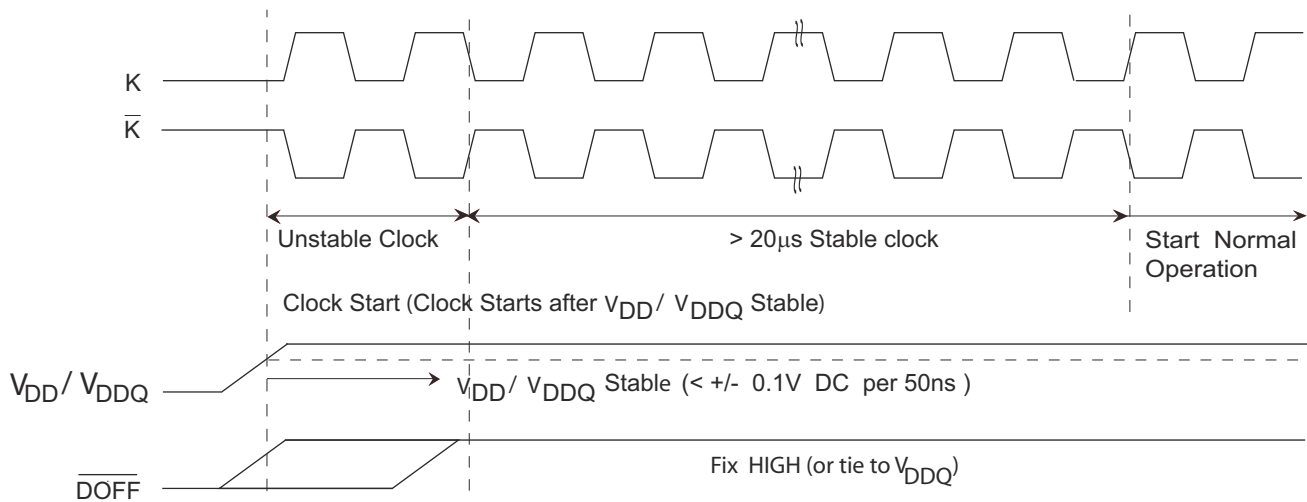 K
K̅
Unstable Clock
> 20μs Stable clock
Start Normal
Operation
Clock Start (Clock Starts after VDD / VDDQ Stable)
VDD / VDDQ
VDD / VDDQ Stable (< +/- 0.1V DC per 50ns )
D̅O̅F̅F̅
Fix HIGH (or tie to VDDQ)